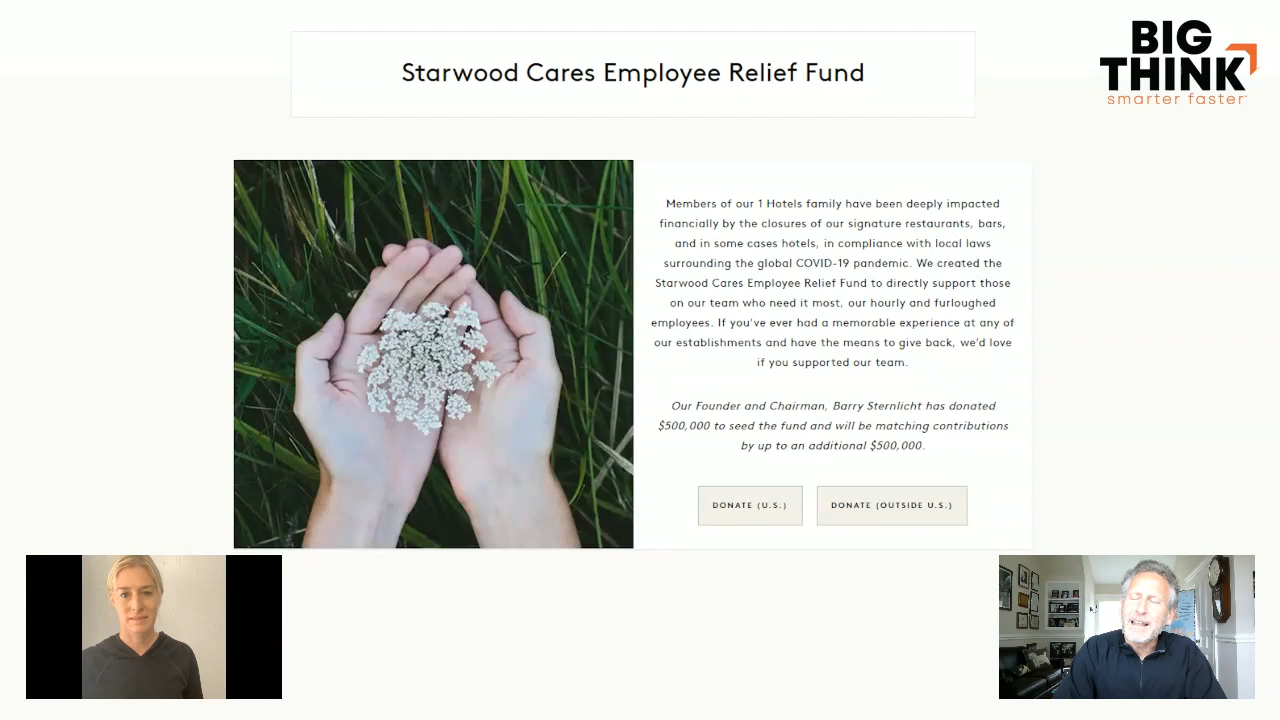 BIG
THINK
smarter faster
Starwood Cares Employee Relief Fund
Members of our 1 Hotels family have been deeply impacted
financially by the closures of our signature restaurants, bars,
and in some cases hotels, in compliance with local laws
surrounding the global COVID-19 pandemic. We created the
Starwood Cares Employee Relief Fund to directly support those
on our team who need it most, our hourly and furloughed
employees. If you've ever had a memorable experience at any of
our establishments and have the means to give back, we'd love
if you supported our team.
Our Founder and Chairman, Barry Sternlicht has donated
$500,000 to seed the fund and will be matching contributions
by up to an additional $500,000.
DONATE (U.S.)
DONATE (OUTSIDE U.S.)